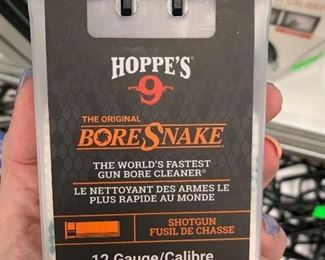 HOPPE'S
9
THE ORIGINAL
BORESNAKE®
THE WORLD'S FASTEST
GUN BORE CLEANER®
LE NETTOYANT DES ARMES LE
PLUS RAPIDE AU MONDE
SHOTGUN
FUSIL DE CHASSE
12 Gauge/Calibre